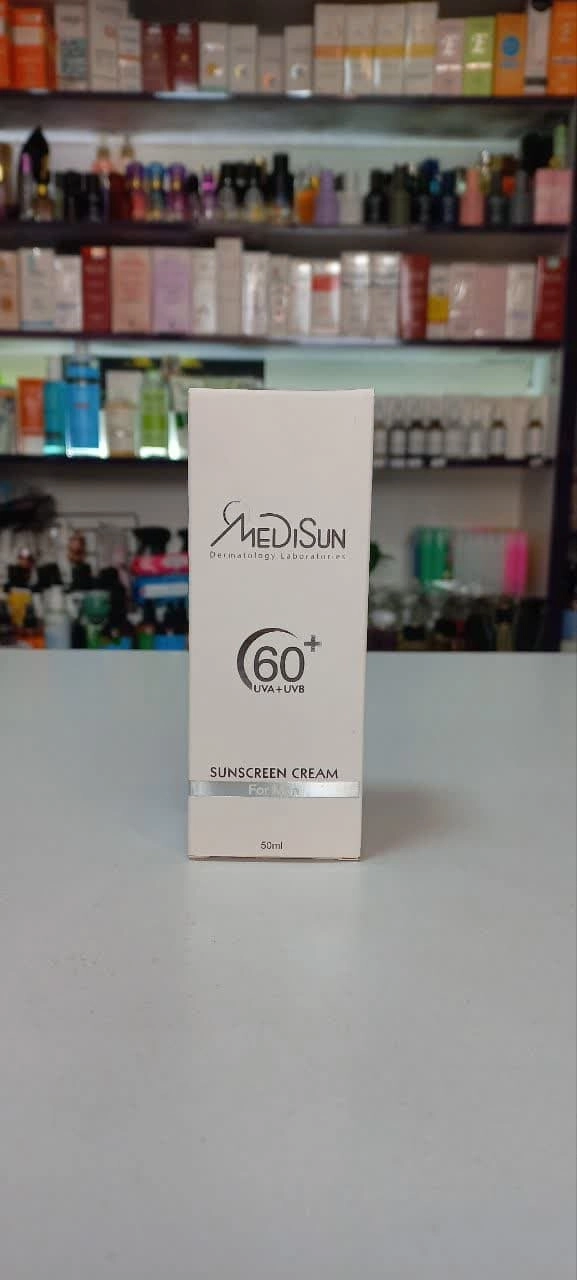 MEDISUN
Dermatology Laboratories
60+
UVA+UVB
SUNSCREEN CREAM
For Men
50ml